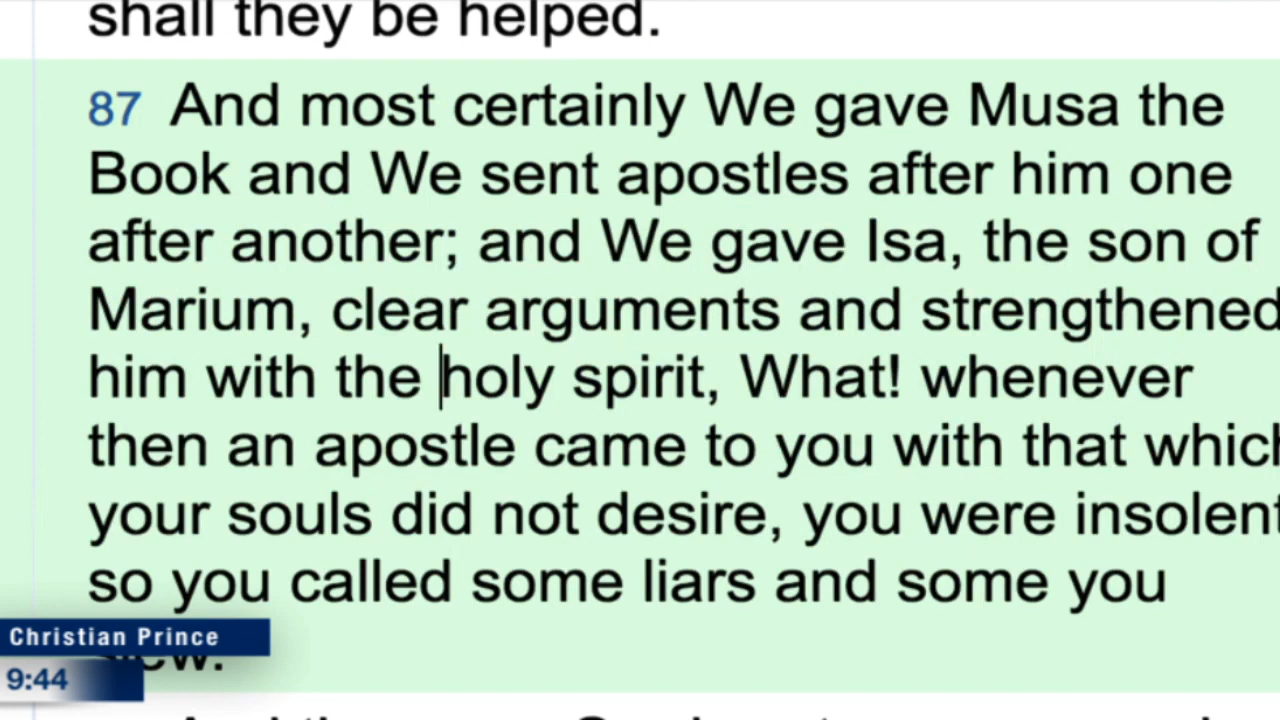 shall they be helped.
87 And most certainly We gave Musa the
Book and We sent apostles after him one
after another; and We gave Isa, the son of
Marium, clear arguments and strengthened
him with the holy spirit, What! whenever
then an apostle came to you with that which
your souls did not desire, you were insolent
so you called some liars and some you
Christian Prince
9:44